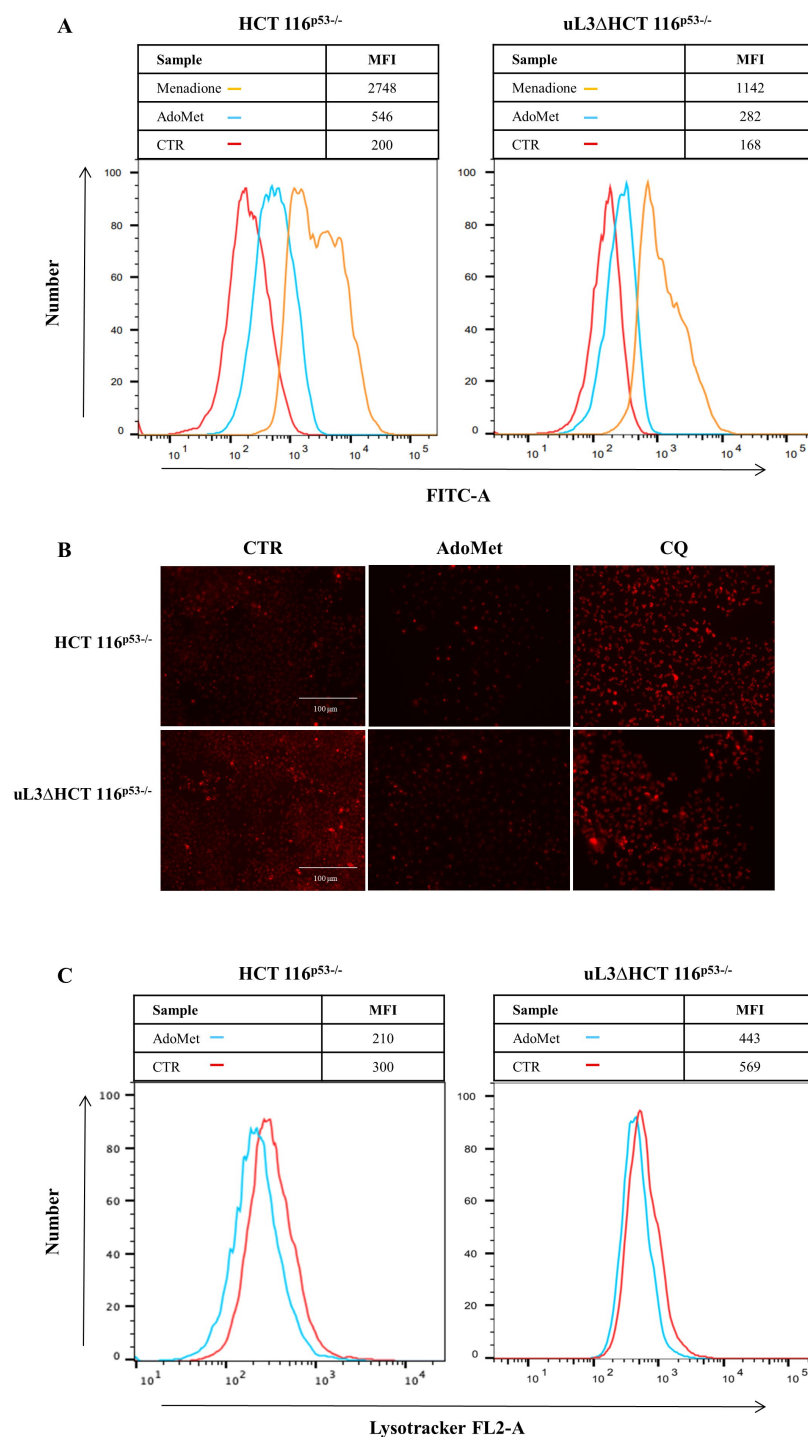 A
HCT 116p53-/-
uL3ΔHCT 116p53-/-
Sample MFI
Menadione 2748
AdoMet 546
CTR 200
Sample MFI
Menadione 1142
AdoMet 282
CTR 168
Number
100
80
60
40
20
0
10^1 10^2 10^3 10^4 10^5
100
80
60
40
20
0
10^1 10^2 10^3 10^4 10^5
FITC-A
B
CTR AdoMet CQ
HCT 116p53-/-
100 μm
uL3ΔHCT 116p53-/-
100 μm
C
HCT 116p53-/-
uL3ΔHCT 116p53-/-
Sample MFI
AdoMet 210
CTR 300
Sample MFI
AdoMet 443
CTR 569
Number
100
80
60
40
20
0
10^1 10^2 10^3 10^4
100
80
60
40
20
0
10^1 10^2 10^3 10^4 10^5
Lysotracker FL2-A